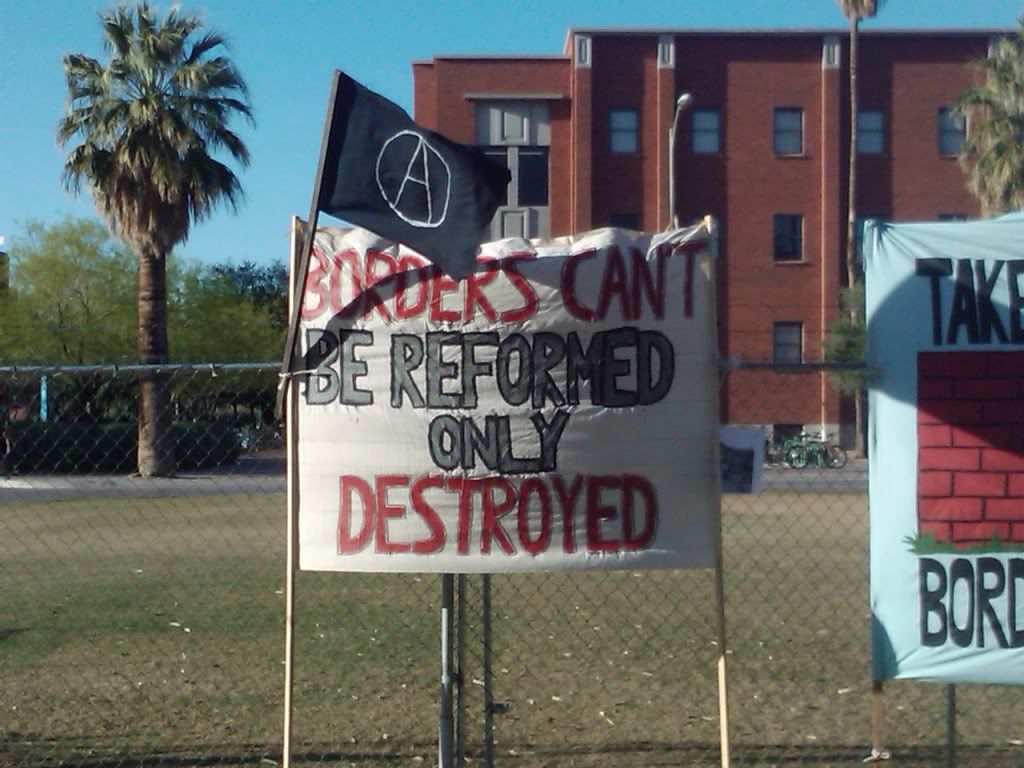 A
BORDERS CAN'T
BE REFORMED
ONLY
DESTROYED
TAKE
BORD